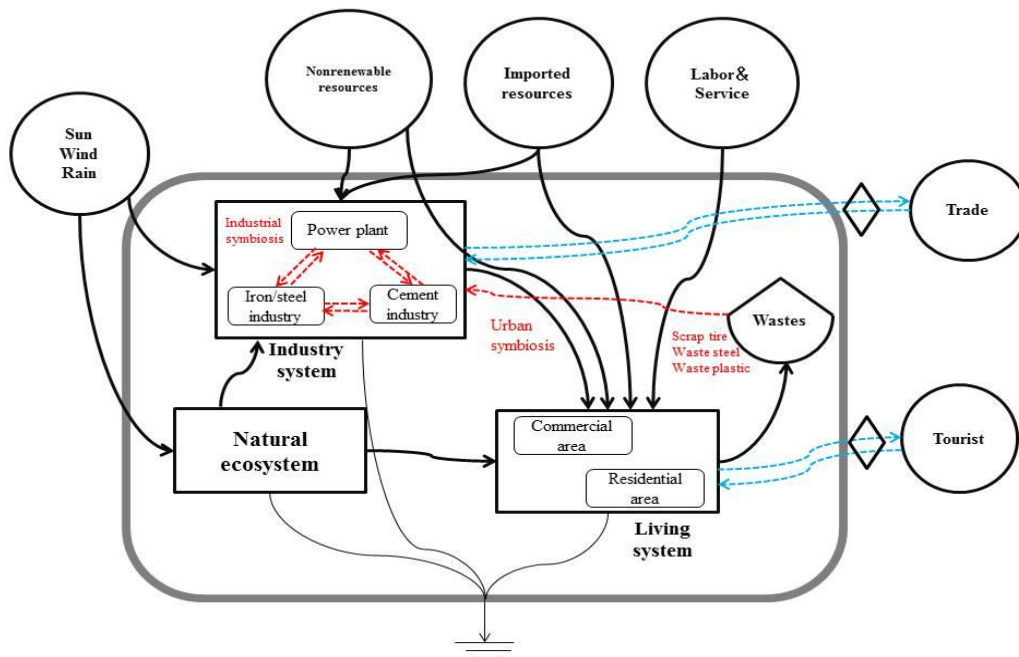 Nonrenewable
resources
Imported
resources
Labor&
Service
Sun
Wind
Rain
Industrial
symbiosis
Power plant
Trade
Iron/steel
industry
Cement
industry
Wastes
Urban
symbiosis
Scrap tire
Waste steel
Waste plastic
Industry
system
Natural
ecosystem
Commercial
area
Tourist
Residential
area
Living
system